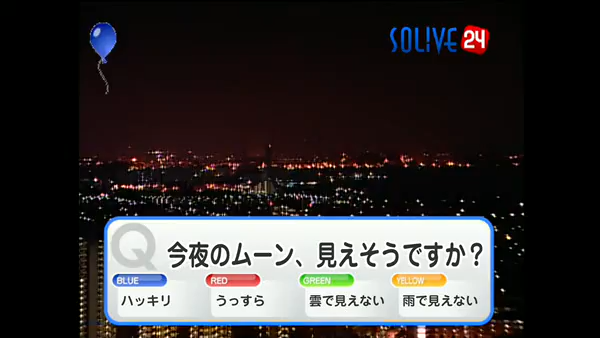 SOLIVE24
Q 今夜のムーン、見えそうですか?
BLUE RED GREEN YELLOW
ハッキリ うっすら 雲で見えない 雨で見えない